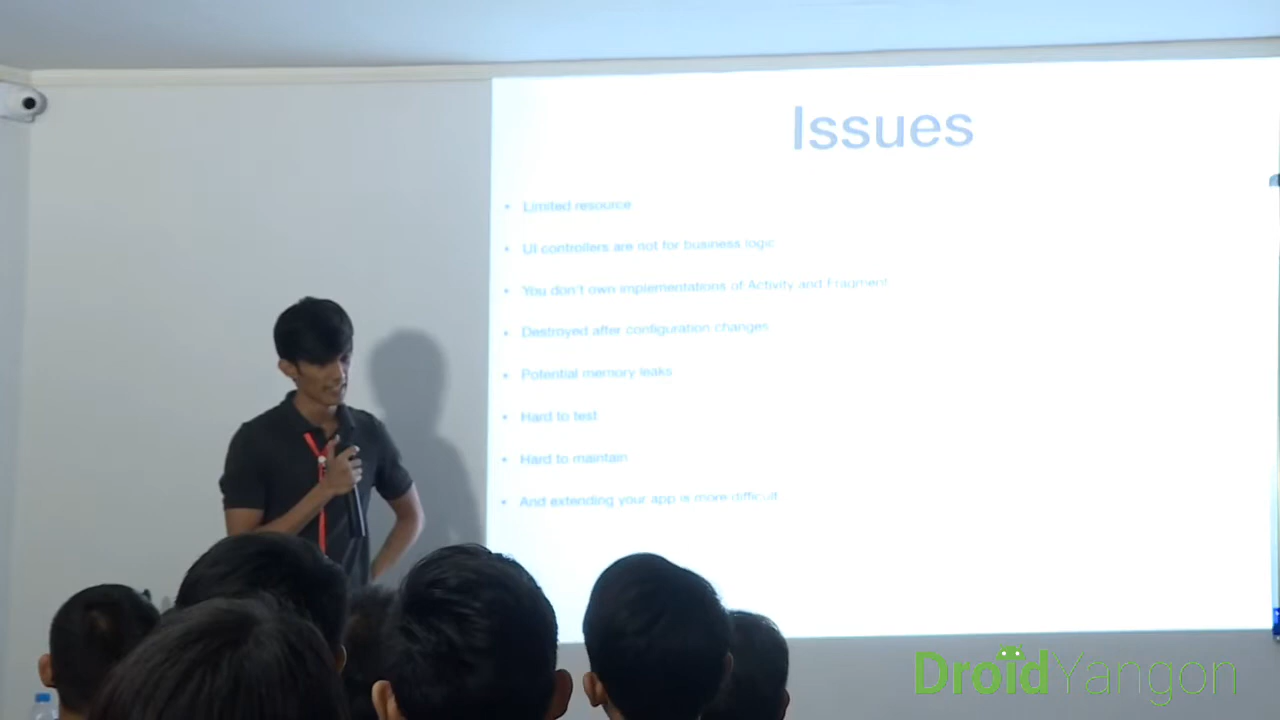 Issues
• Limited resource
• UI controllers are not for business logic
• You don't own implementations of Activity and Fragment
• Destroyed after configuration changes
• Potential memory leaks
• Hard to test
• Hard to maintain
• And extending your app is more difficult
DroidYangon